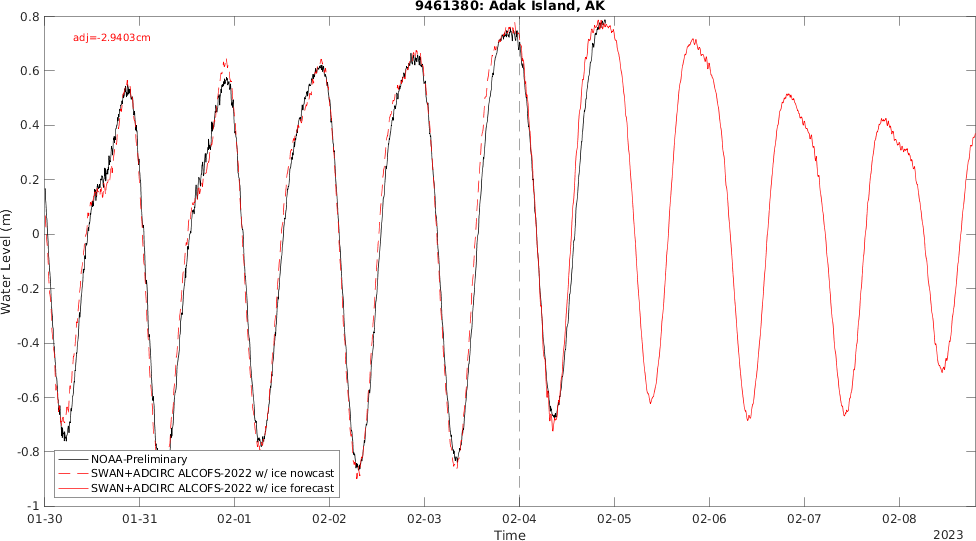 9461380: Adak Island, AK
adj=-2.9403cm
0.8
0.6
0.4
0.2
0
-0.2
-0.4
-0.6
-0.8
-1
Water Level (m)
NOAA-Preliminary
SWAN+ADCIRC ALCOFS-2022 w/ ice nowcast
SWAN+ADCIRC ALCOFS-2022 w/ ice forecast
01-30 01-31 02-01 02-02 02-03 02-04 02-05 02-06 02-07 02-08
Time
2023